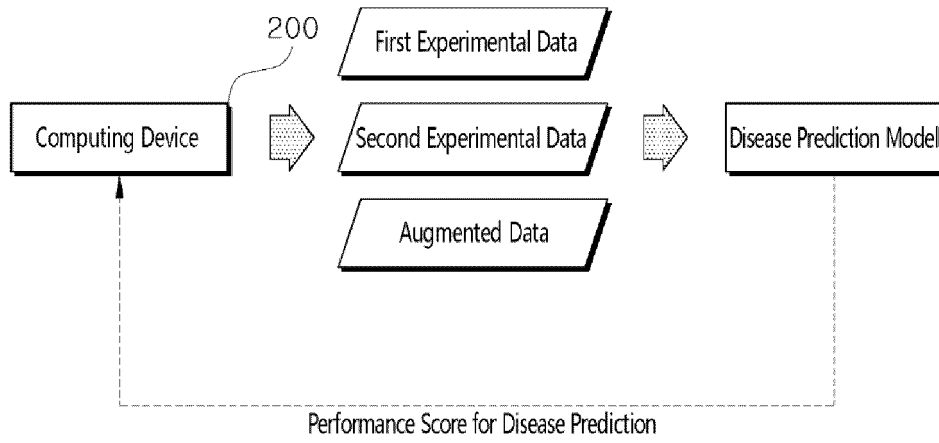 200
First Experimental Data
Computing Device
Second Experimental Data
Disease Prediction Model
Augmented Data
Performance Score for Disease Prediction